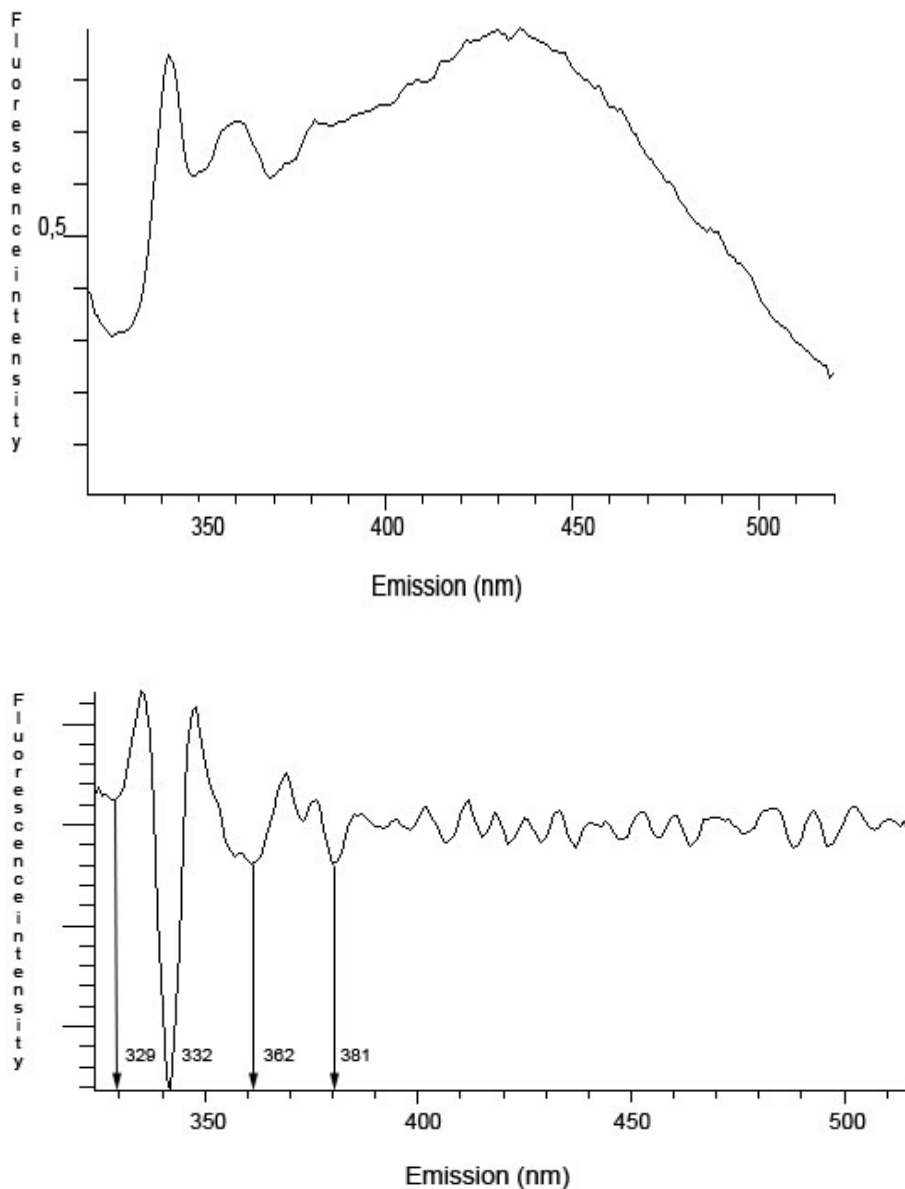 Fluorescence intensity
0,5
350 400 450 500
Emission (nm)
Fluorescence intensity
329 332 362 381
350 400 450 500
Emission (nm)